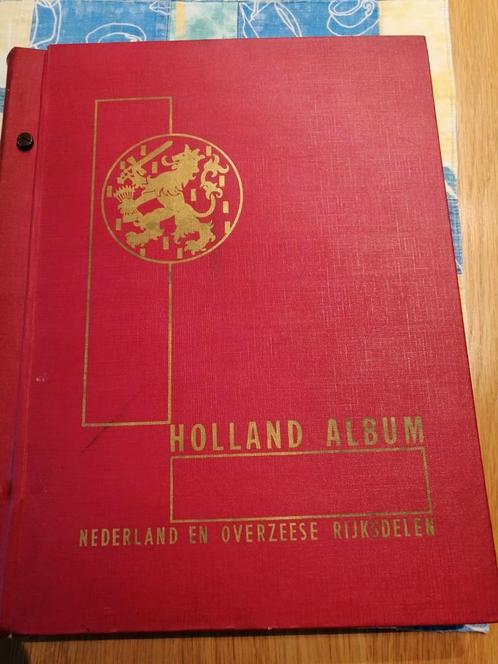 HOLLAND ALBUM
NEDERLAND EN OVERZEESE RIJKSDELEN